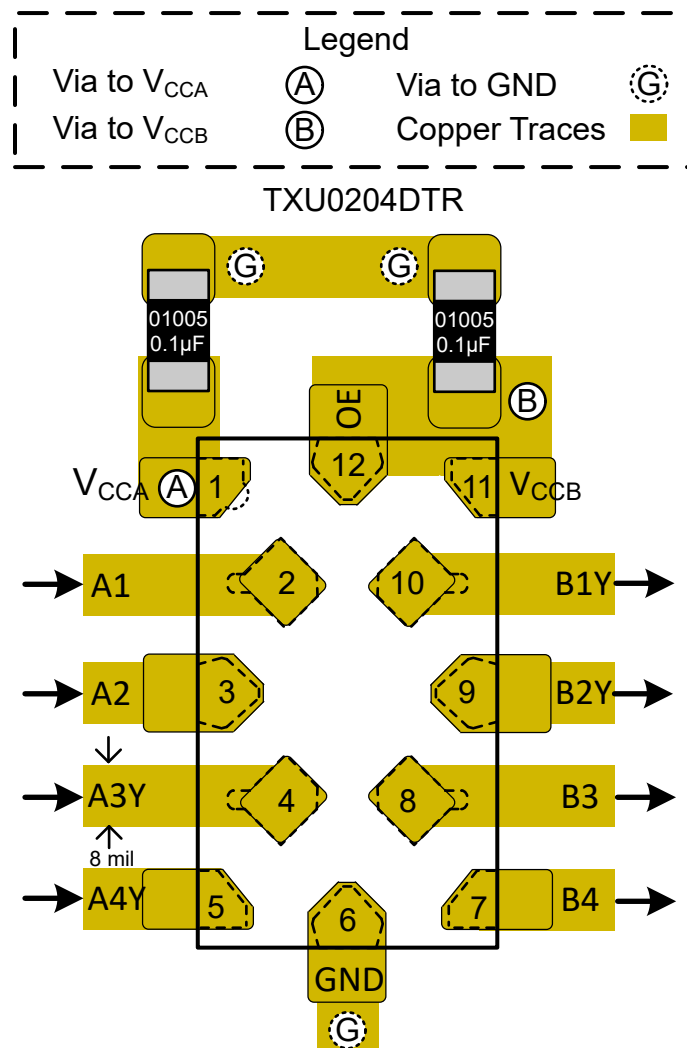 Legend
Via to VCCA A Via to GND G
Via to VCCB B Copper Traces
TXU0204DTR
G G
01005
0.1µF
01005
0.1µF
B
OE
12
VCCA A 1
11 VCCB
A1 2 10 B1Y
A2 3 9 B2Y
A3Y 4 8 B3
8 mil
A4Y 5 7 B4
6
GND
G